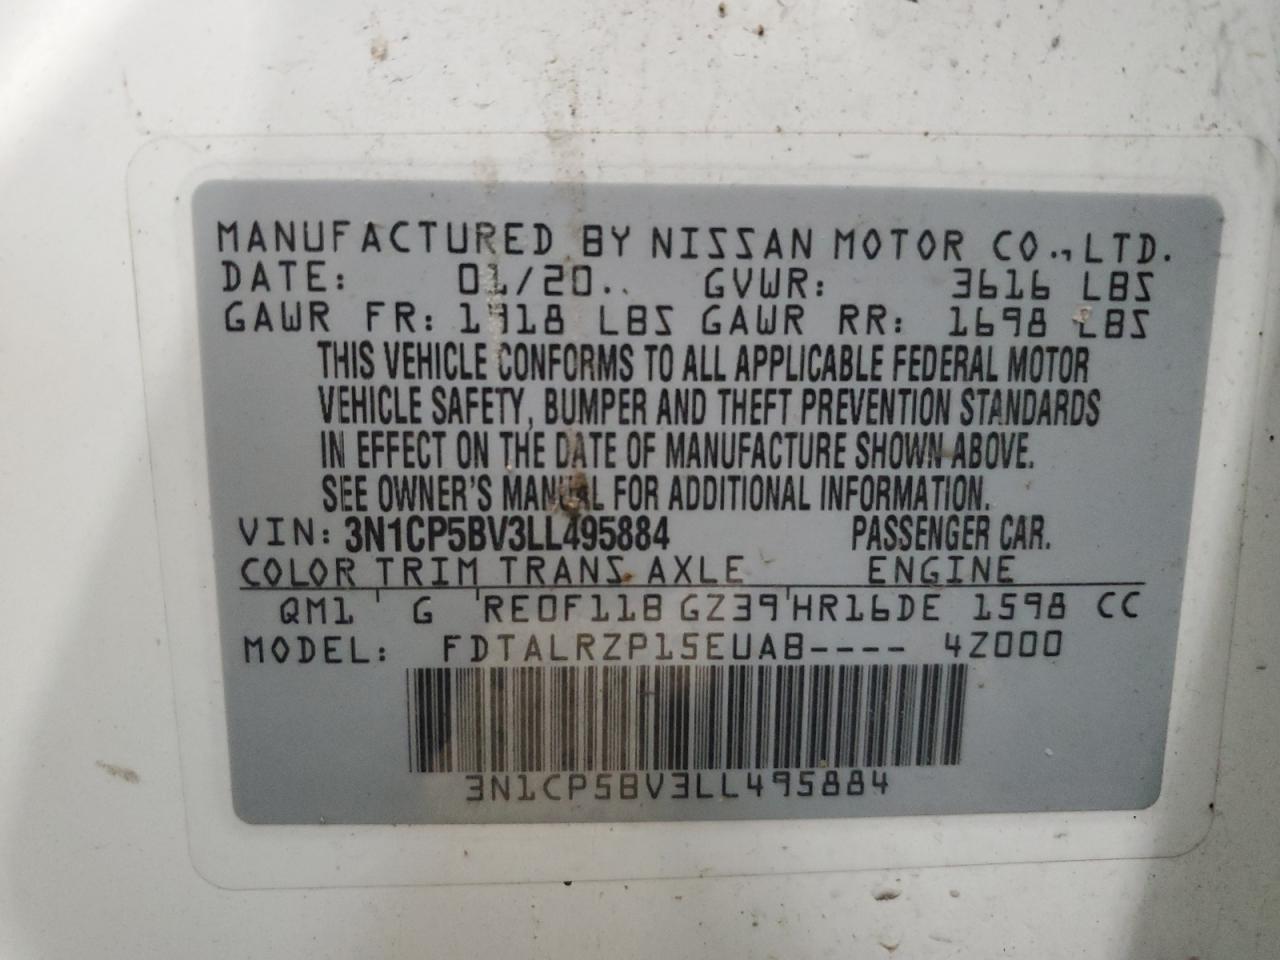 MANUFACTURED BY NISSAN MOTOR CO., LTD.
DATE: 01/20 GVWR: 3616 LBS
GAWR FR: 1918 LBS GAWR RR: 1698 LBS
THIS VEHICLE CONFORMS TO ALL APPLICABLE FEDERAL MOTOR
VEHICLE SAFETY, BUMPER AND THEFT PREVENTION STANDARDS
IN EFFECT ON THE DATE OF MANUFACTURE SHOWN ABOVE.
SEE OWNER'S MANUAL FOR ADDITIONAL INFORMATION.
VIN: 3N1CP5BV3LL495884 PASSENGER CAR.
COLOR TRIM TRANS AXLE ENGINE
QM1 G RE0F11B GZ39 HR16DE 1598 CC
MODEL: FDTALRZP15EUAB---- 4Z000
3N1CP5BV3LL495884